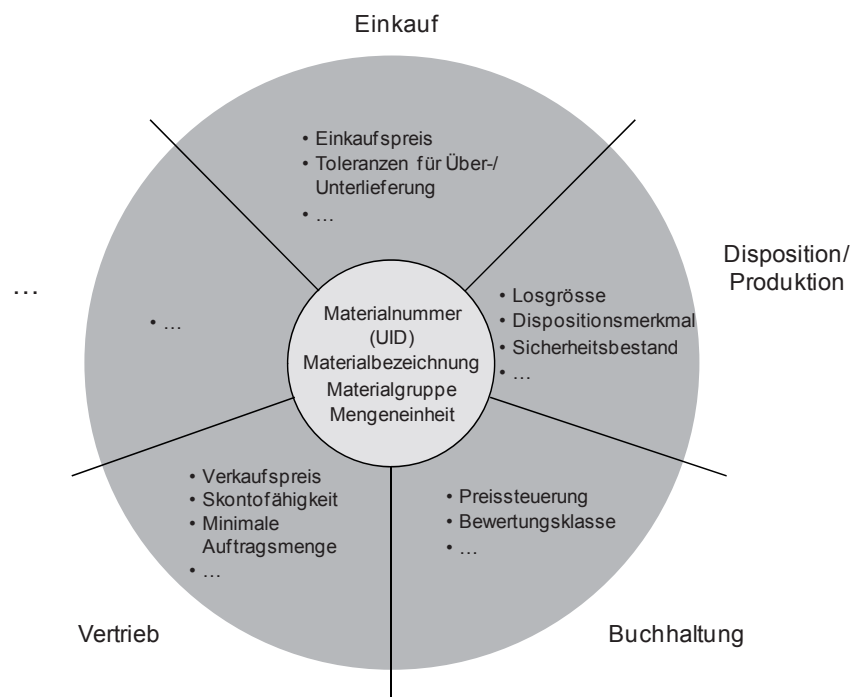 Einkauf
• Einkaufspreis
• Toleranzen für Über-/
Unterlieferung
• …
Disposition/
Produktion
• Losgrösse
• Dispositionsmerkmal
• Sicherheitsbestand
• …
…
• …
Materialnummer
(UID)
Materialbezeichnung
Materialgruppe
Mengeneinheit
• Verkaufspreis
• Skontofähigkeit
• Minimale
Auftragsmenge
• …
• Preissteuerung
• Bewertungsklasse
• …
Vertrieb
Buchhaltung